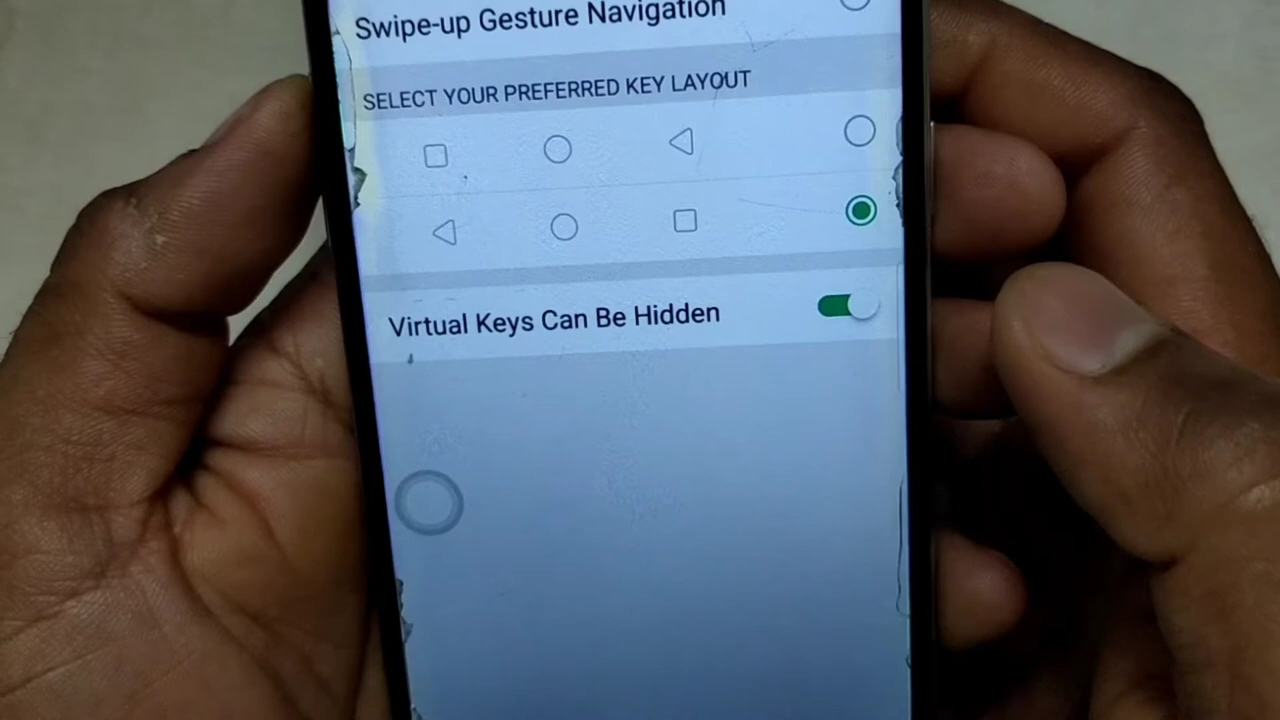 Swipe-up Gesture Navigation
SELECT YOUR PREFERRED KEY LAYOUT
Virtual Keys Can Be Hidden